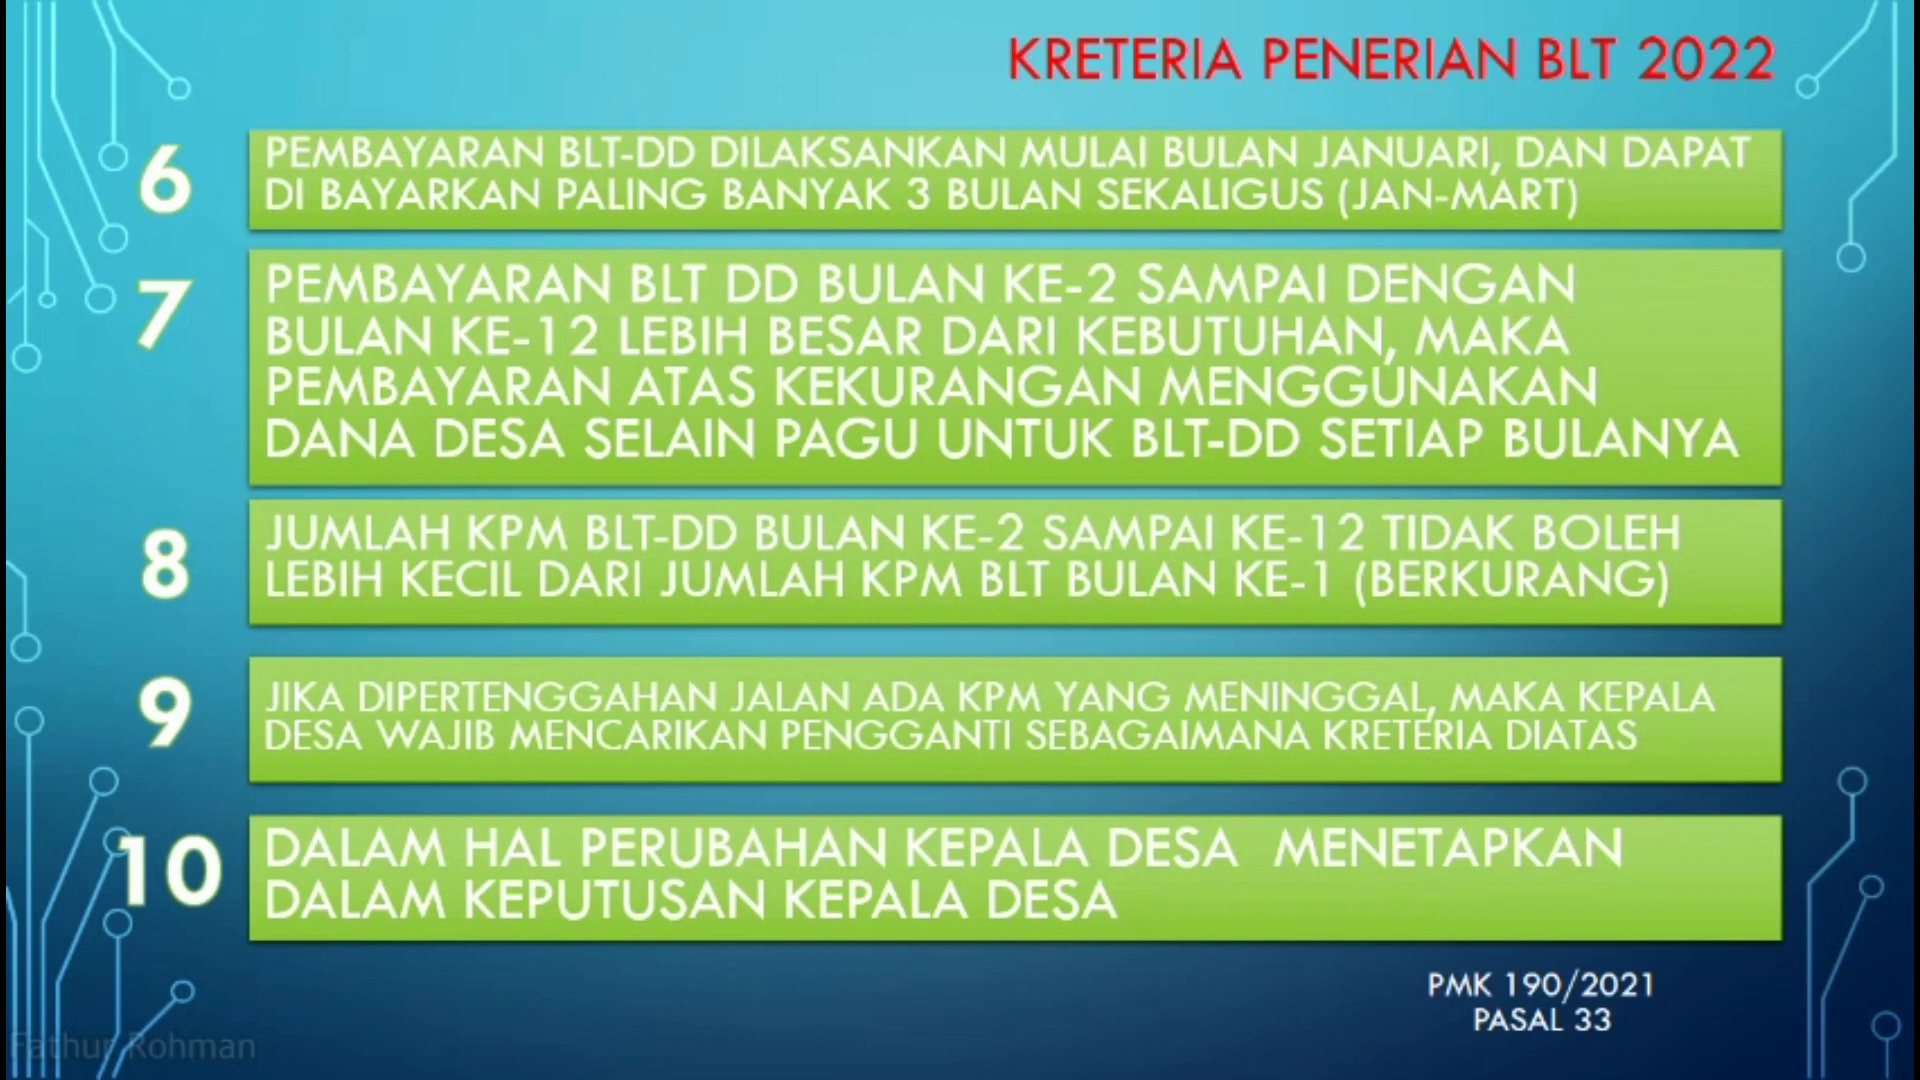 KRETERIA PENERIAN BLT 2022
6
PEMBAYARAN BLT-DD DILAKSANKAN MULAI BULAN JANUARI, DAN DAPAT
DI BAYARKAN PALING BANYAK 3 BULAN SEKALIGUS (JAN-MART)
7
PEMBAYARAN BLT DD BULAN KE-2 SAMPAI DENGAN
BULAN KE-12 LEBIH BESAR DARI KEBUTUHAN, MAKA
PEMBAYARAN ATAS KEKURANGAN MENGGUNAKAN
DANA DESA SELAIN PAGU UNTUK BLT-DD SETIAP BULANYA
8
JUMLAH KPM BLT-DD BULAN KE-2 SAMPAI KE-12 TIDAK BOLEH
LEBIH KECIL DARI JUMLAH KPM BLT BULAN KE-1 (BERKURANG)
9
JIKA DIPERTENGGAHAN JALAN ADA KPM YANG MENINGGAL, MAKA KEPALA
DESA WAJIB MENCARIKAN PENGGANTI SEBAGAIMANA KRETERIA DIATAS
10
DALAM HAL PERUBAHAN KEPALA DESA MENETAPKAN
DALAM KEPUTUSAN KEPALA DESA
PMK 190/2021
PASAL 33
Fathur Rohman